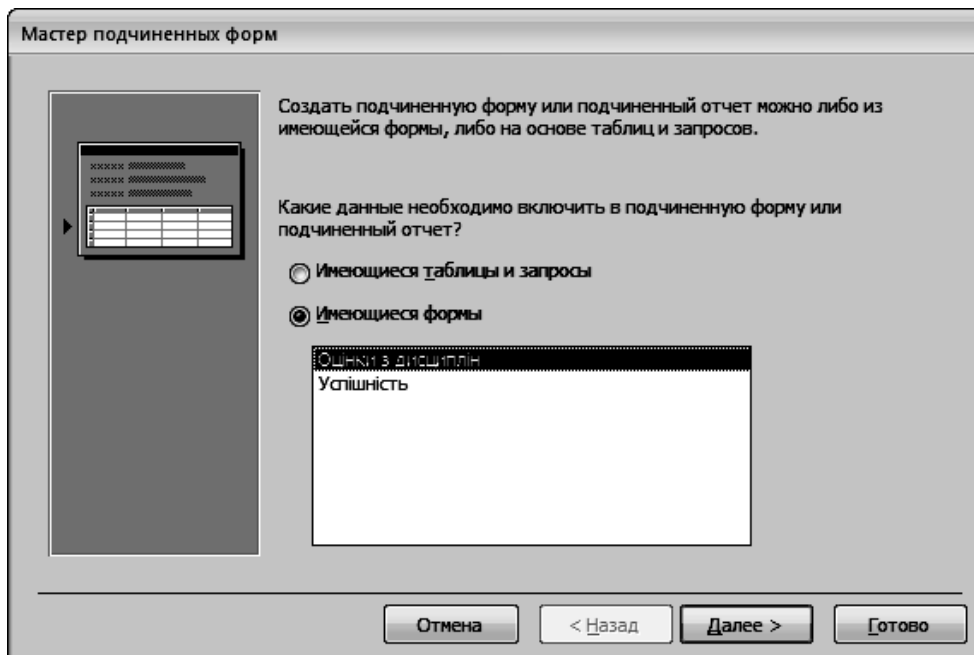 Мастер подчиненных форм
Создать подчиненную форму или подчиненный отчет можно либо из
имеющейся формы, либо на основе таблиц и запросов.
Какие данные необходимо включить в подчиненную форму или
подчиненный отчет?
Имеющиеся таблицы и запросы
Имеющиеся формы
Оцінки з дисциплін
Успішність
Отмена
< Назад
Далее >
Готово